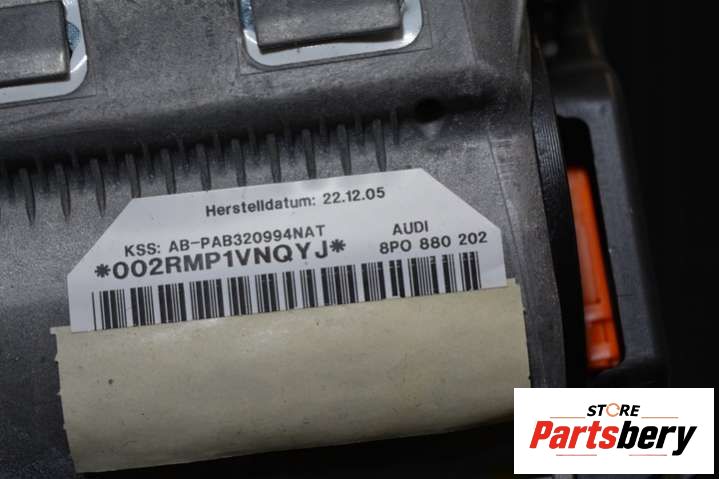 Herstelldatum: 22.12.05
KSS: AB-PAB320994NAT AUDI
*002RMP1VNQYJ* 8P0 880 202
STORE
Partsbery